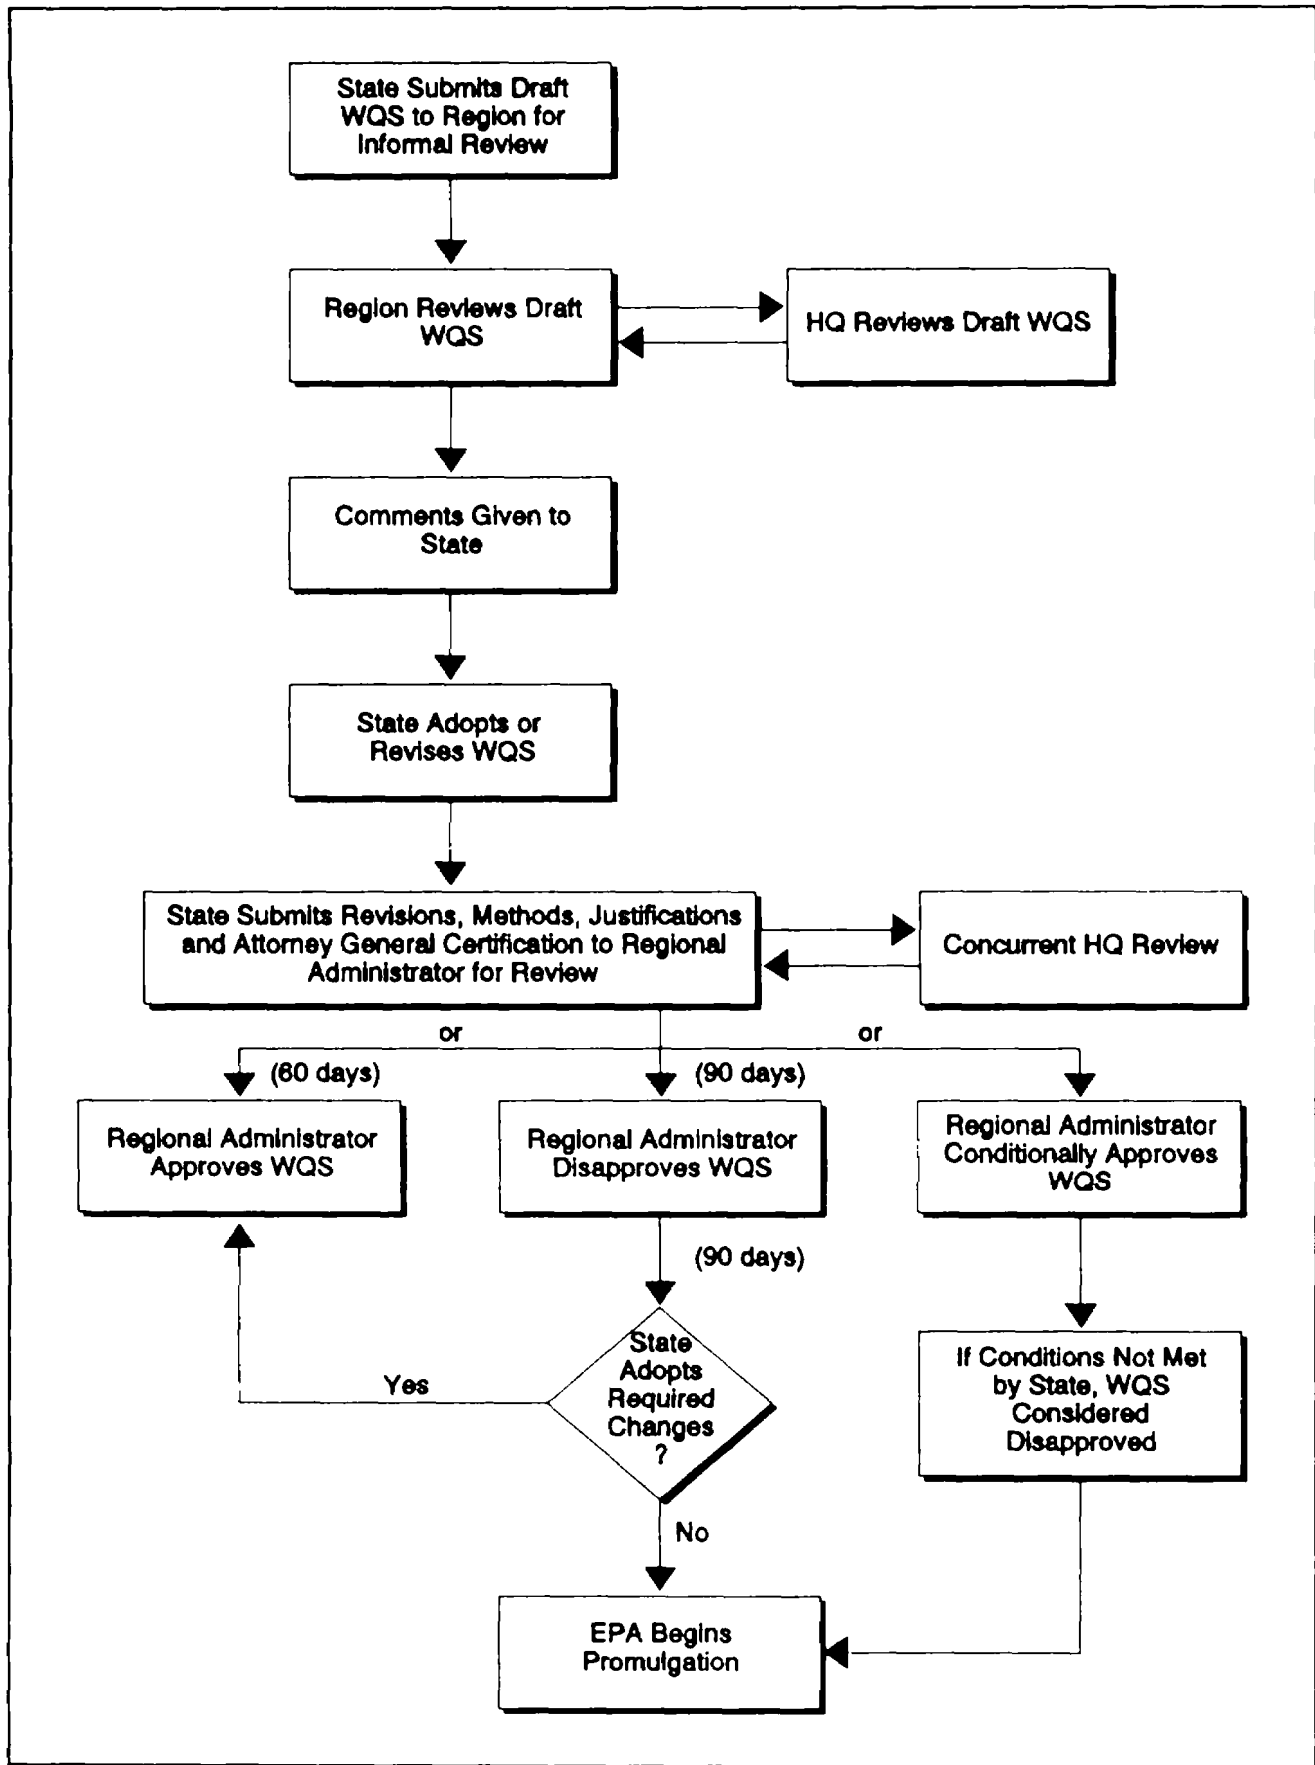 State Submits Draft
WQS to Region for
Informal Review
Region Reviews Draft
WQS
HQ Reviews Draft WQS
Comments Given to
State
State Adopts or
Revises WQS
State Submits Revisions, Methods, Justifications
and Attorney General Certification to Regional
Administrator for Review
Concurrent HQ Review
or
or
(60 days)
(90 days)
Regional Administrator
Approves WQS
Regional Administrator
Disapproves WQS
Regional Administrator
Conditionally Approves
WQS
(90 days)
State
Adopts
Required
Changes
?
Yes
If Conditions Not Met
by State, WQS
Considered
Disapproved
No
EPA Begins
Promulgation